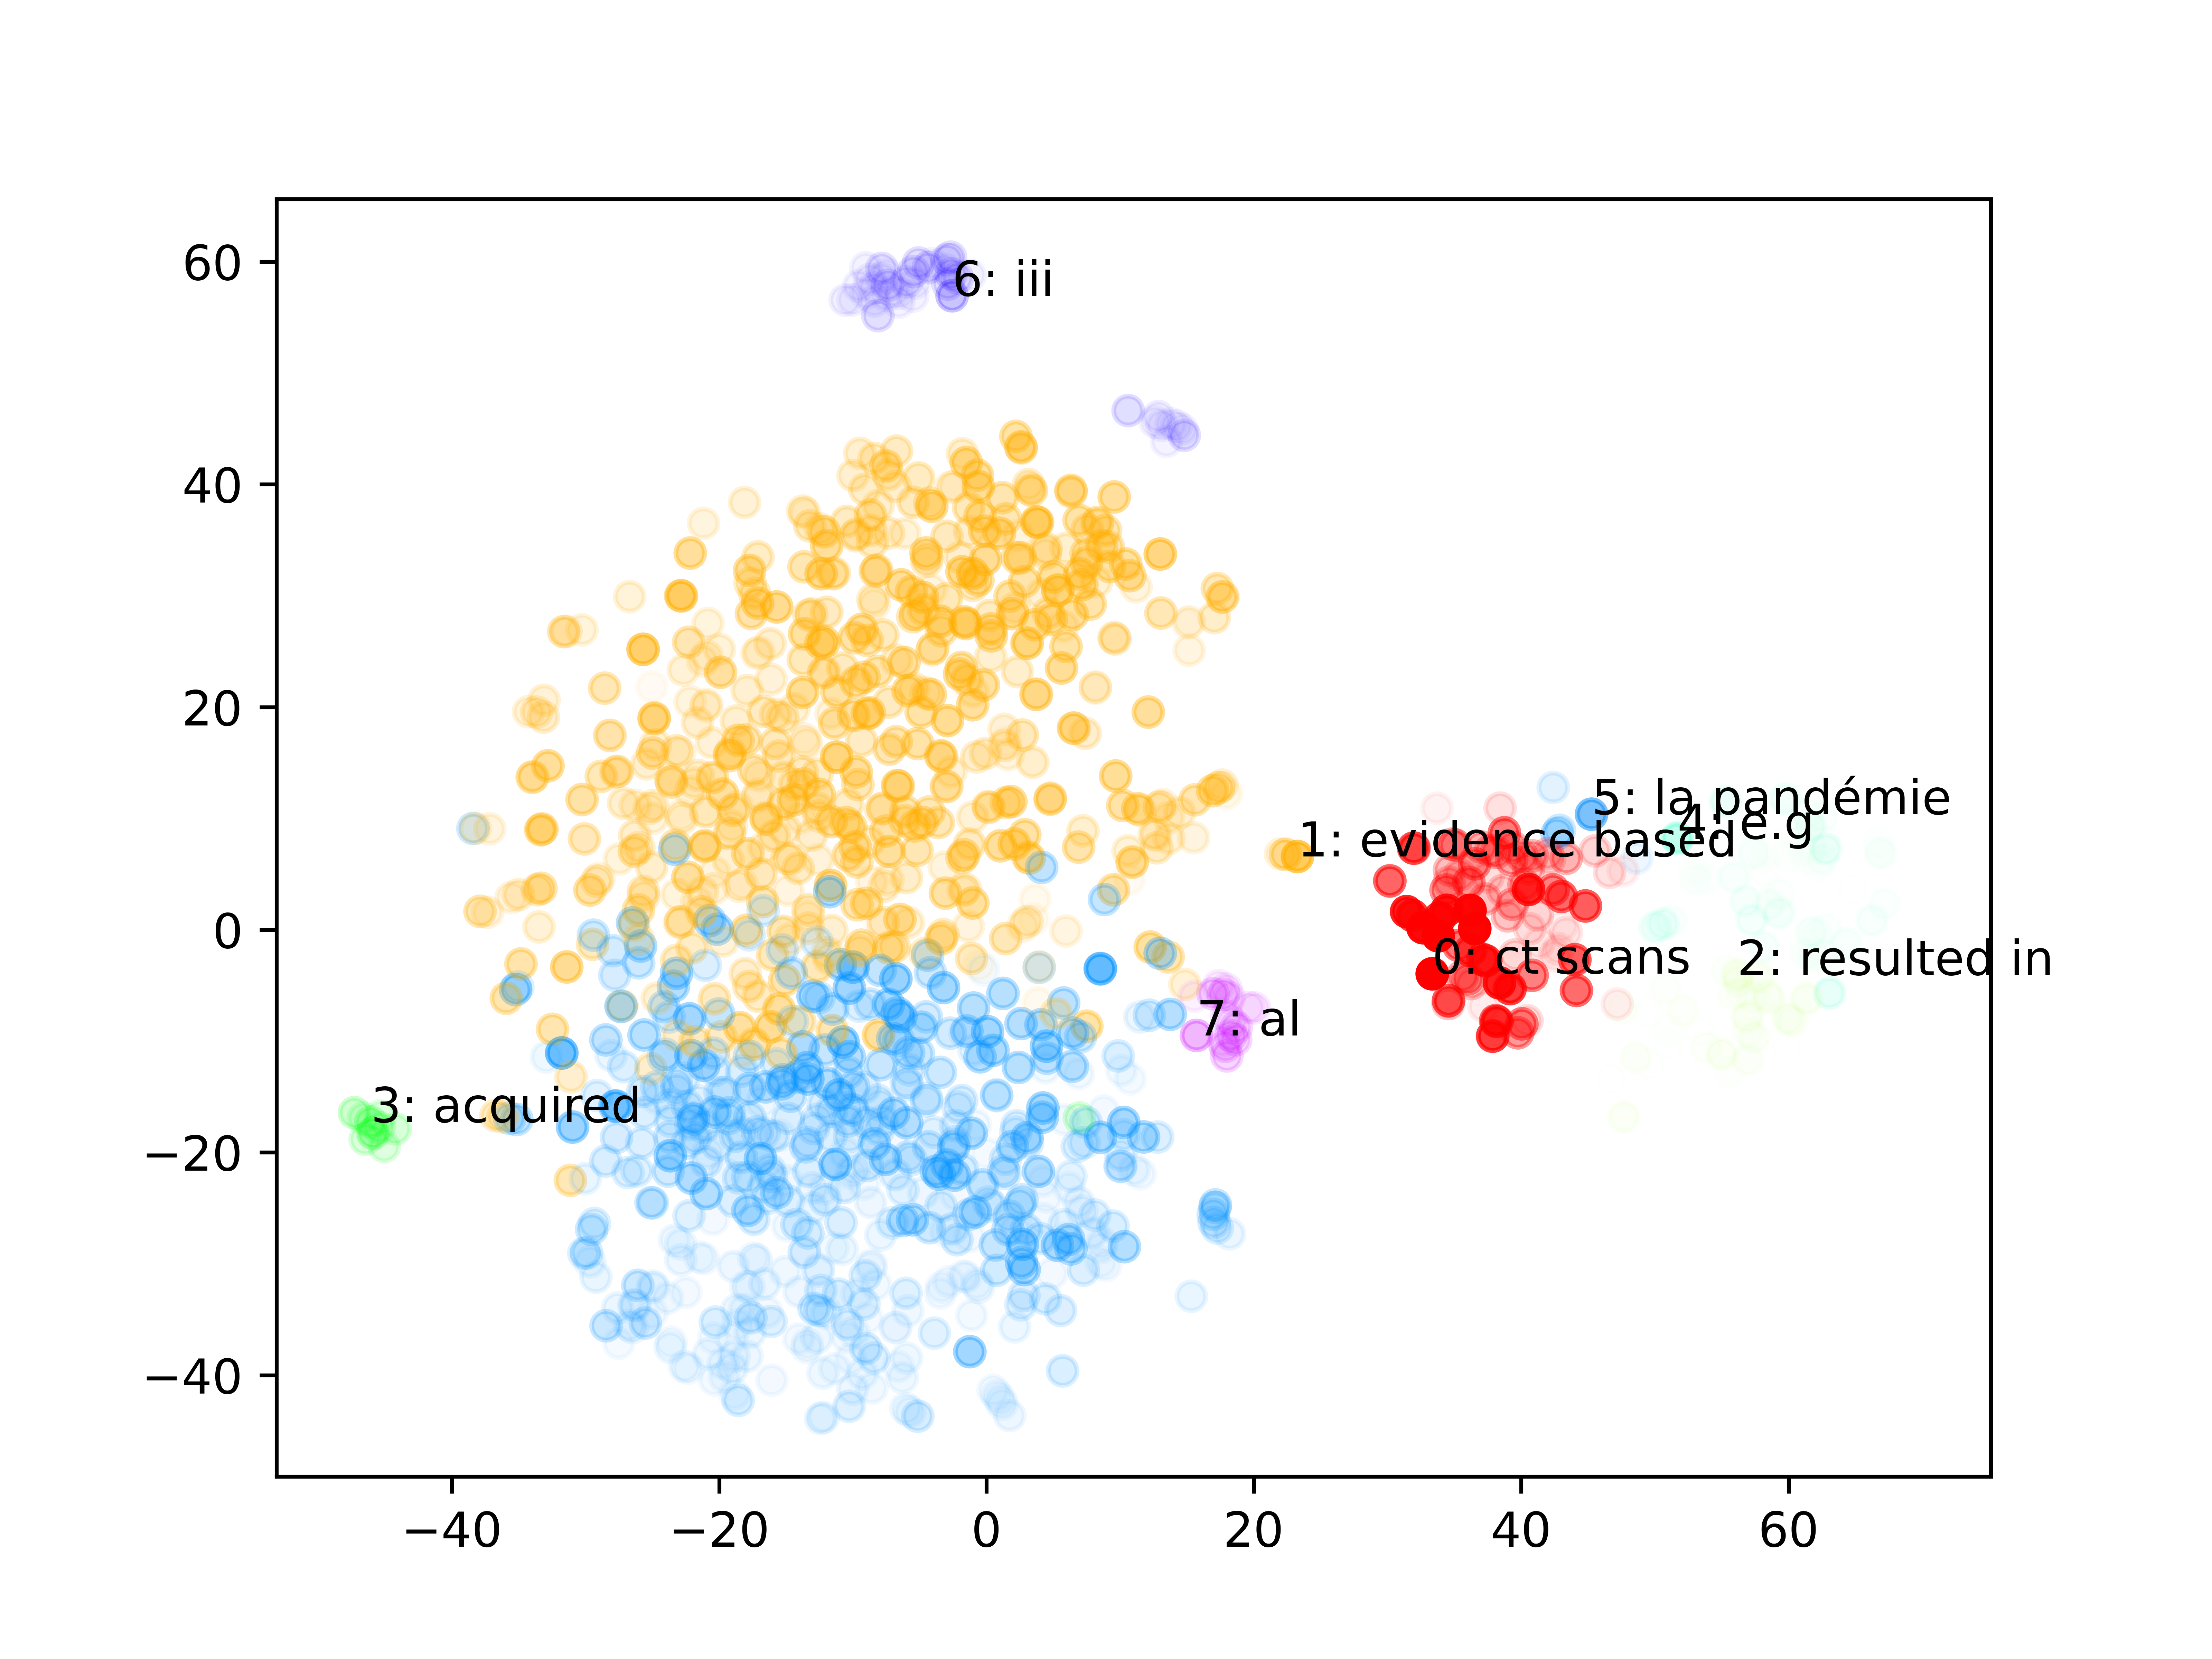 60
6: iii
40
20
5: la pandémie
4: e.g
1: evidence based
0
0: ct scans
2: resulted in
7: al
3: acquired
−20
−40
−40
−20
0
20
40
60